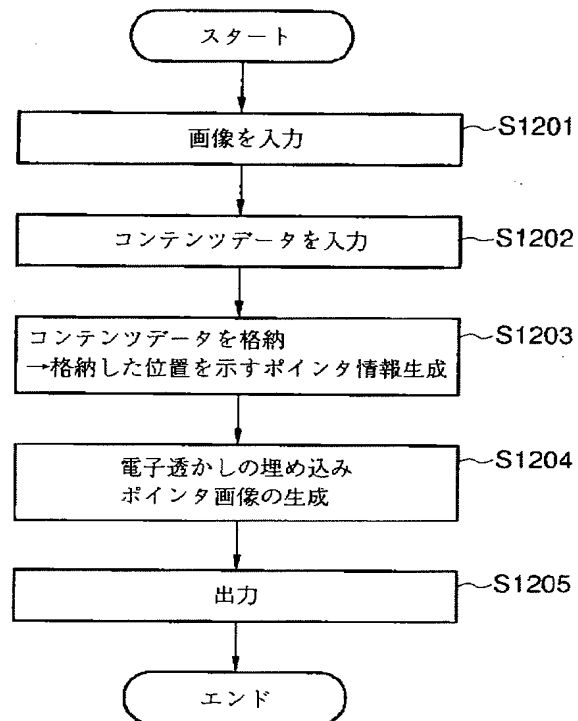 スタート
画像を入力
S1201
コンテンツデータを入力
S1202
コンテンツデータを格納
→格納した位置を示すポインタ情報生成
S1203
電子透かしの埋め込み
ポインタ画像の生成
S1204
出力
S1205
エンド